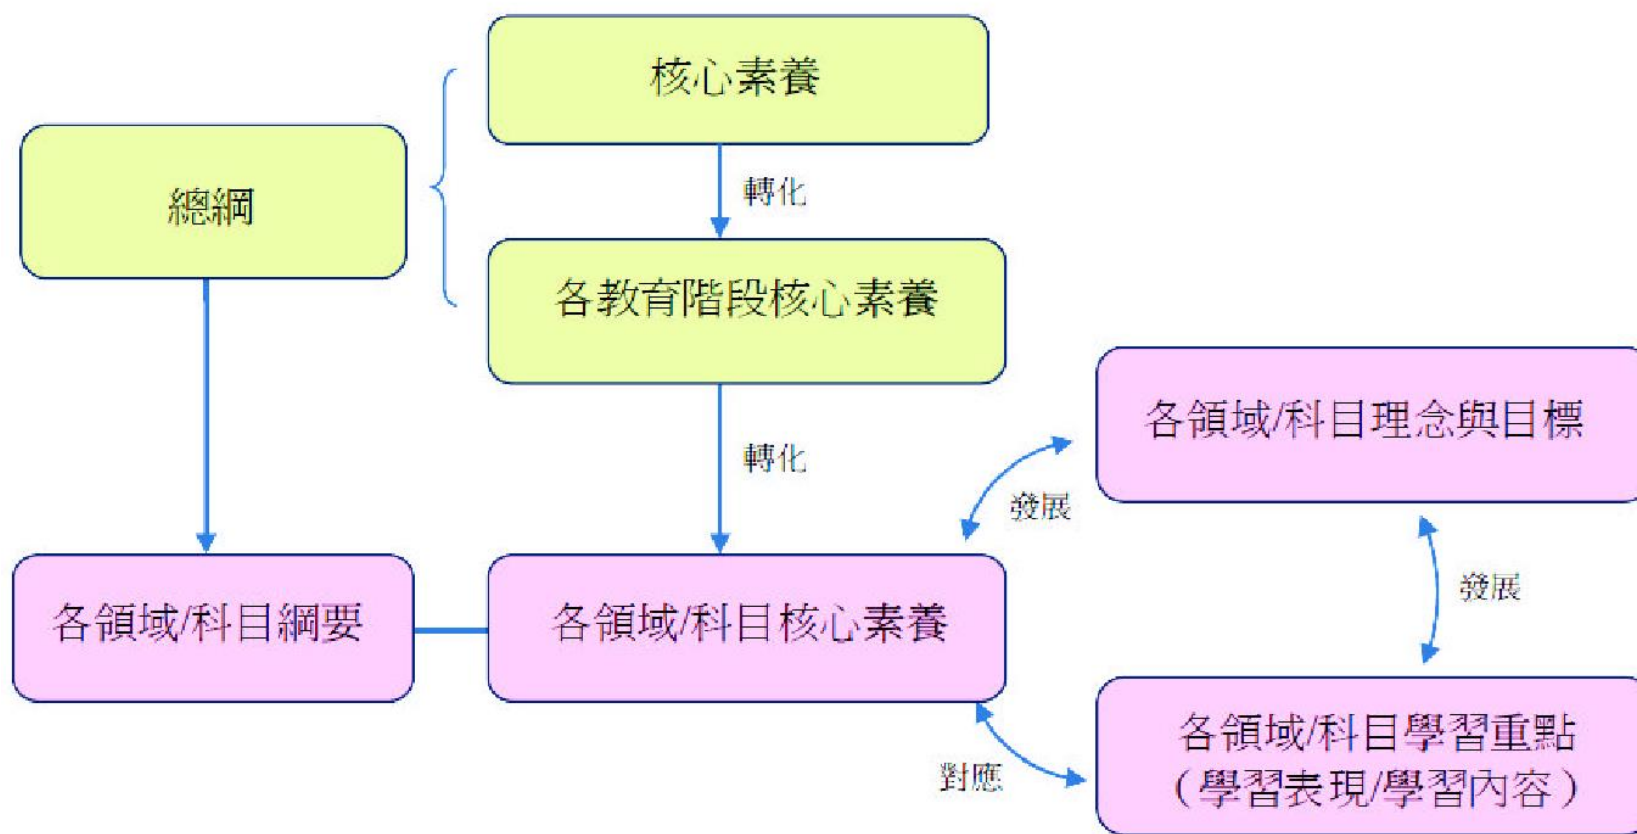 核心素養
總綱
轉化
各教育階段核心素養
各領域/科目理念與目標
轉化
發展
各領域/科目綱要
各領域/科目核心素養
發展
各領域/科目學習重點
（學習表現/學習內容）
對應